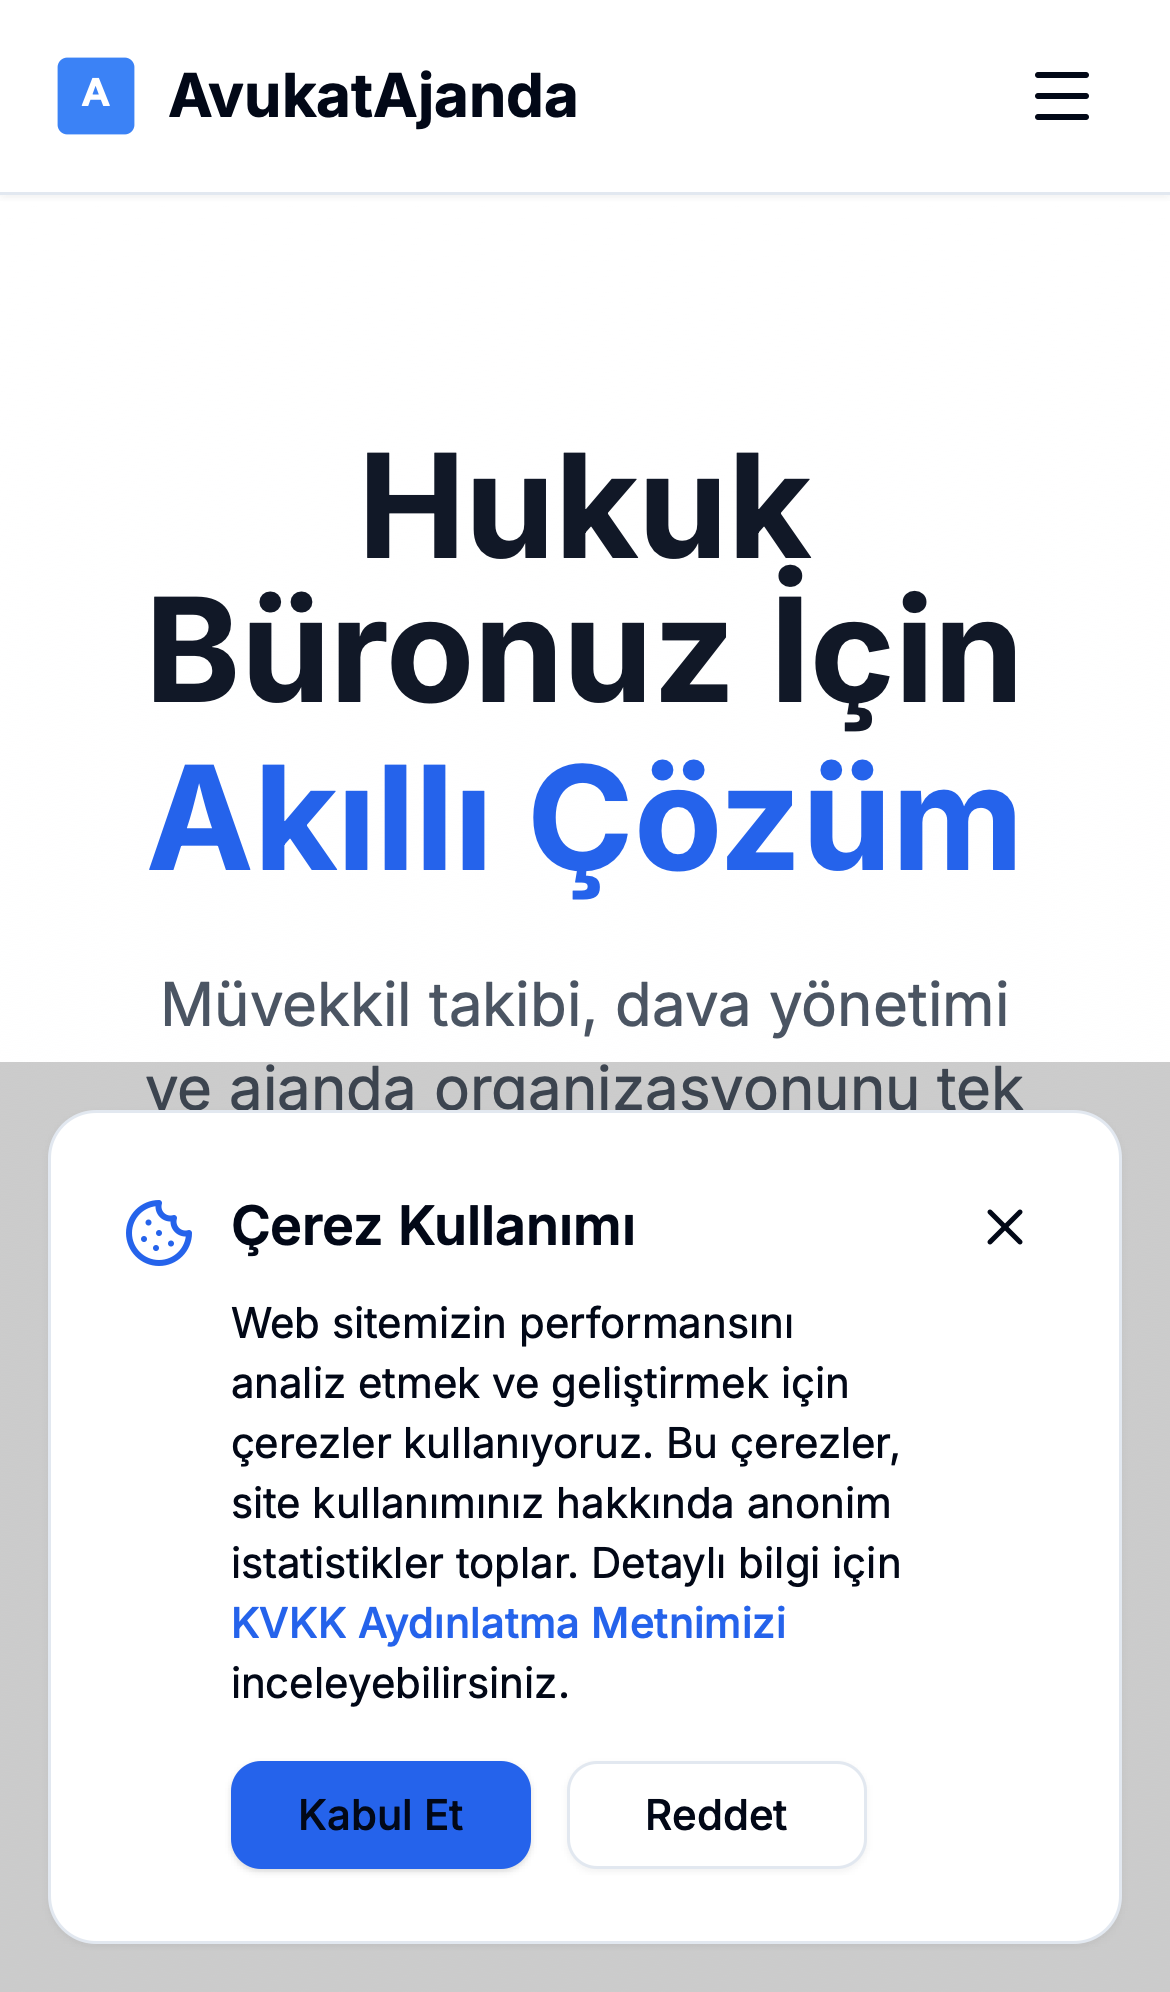 A AvukatAjanda
Hukuk
Büronuz İçin
Akıllı Çözüm
Müvekkil takibi, dava yönetimi
ve ajanda organizasyonunu tek
Çerez Kullanımı
Web sitemizin performansını
analiz etmek ve geliştirmek için
çerezler kullanıyoruz. Bu çerezler,
site kullanımınız hakkında anonim
istatistikler toplar. Detaylı bilgi için
KVKK Aydınlatma Metnimizi
inceleyebilirsiniz.
Kabul Et Reddet